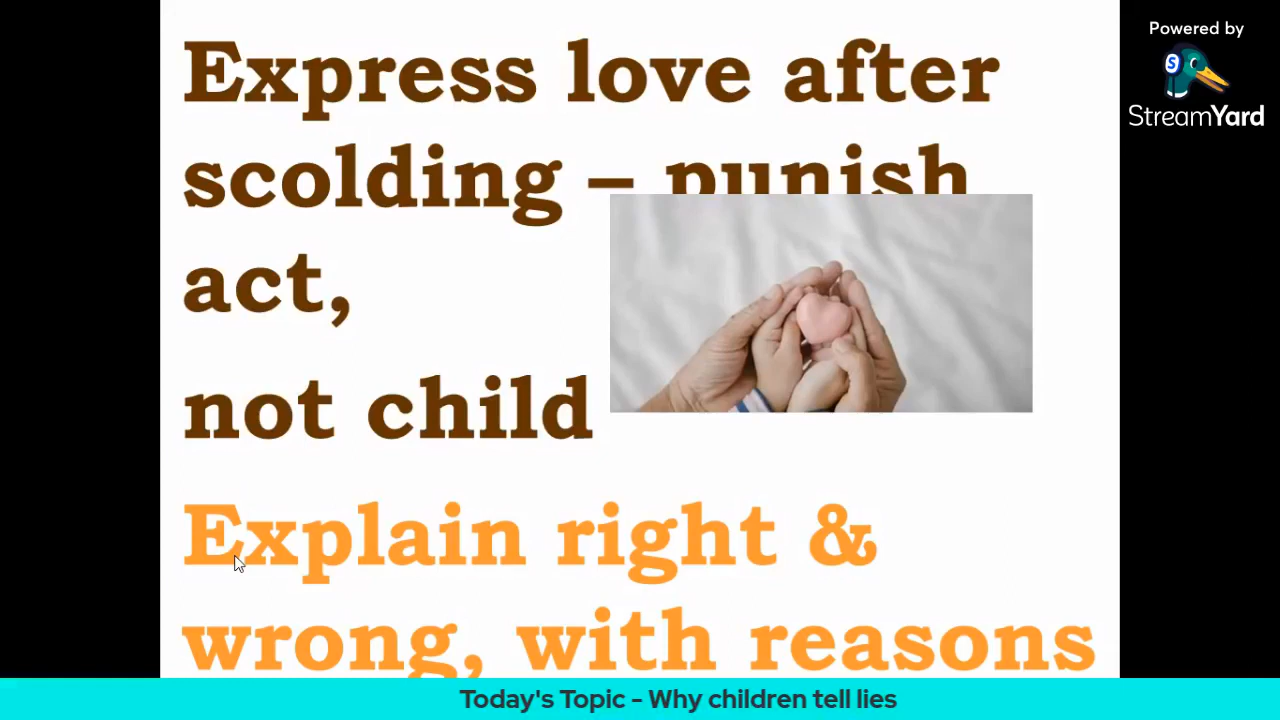 Express love after
scolding – punish
act,
not child
Explain right &
wrong, with reasons
Powered by
StreamYard
Today's Topic - Why children tell lies